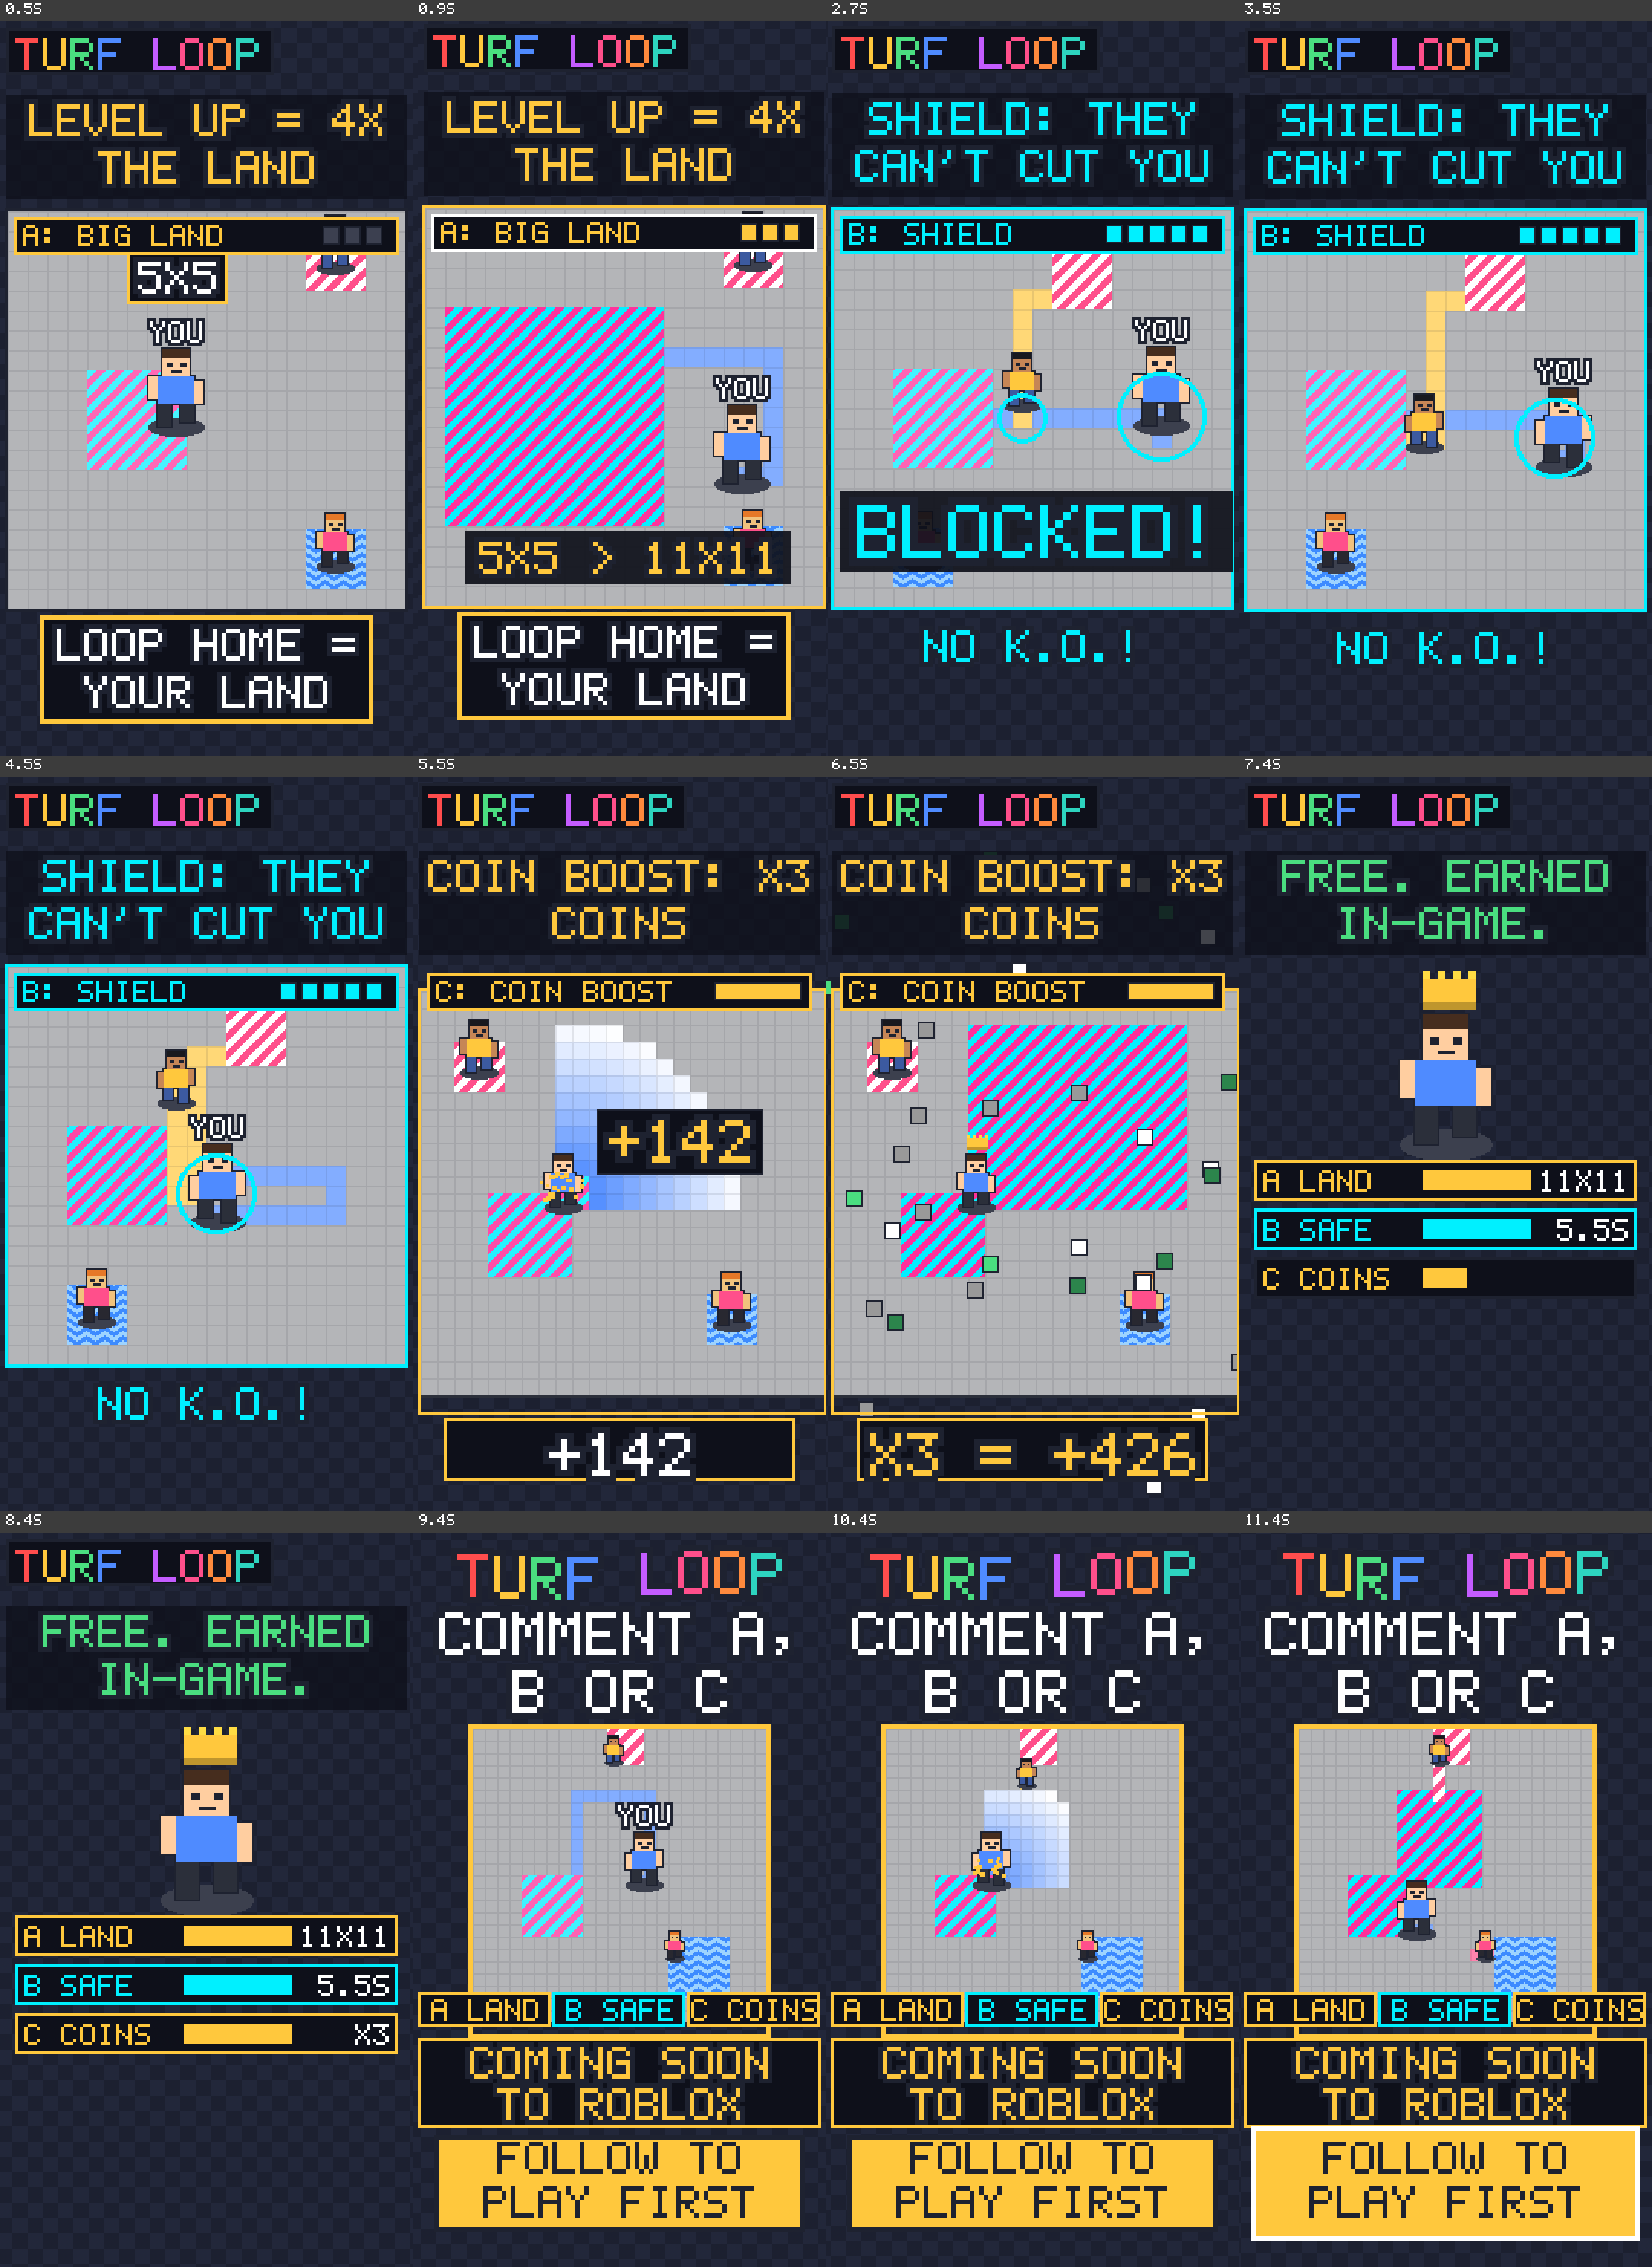 0.5S
TURF LOOP
LEVEL UP = 4X
THE LAND
A: BIG LAND
5X5
YOU
LOOP HOME =
YOUR LAND
0.9S
TURF LOOP
LEVEL UP = 4X
THE LAND
A: BIG LAND
YOU
5X5 > 11X11
LOOP HOME =
YOUR LAND
2.7S
TURF LOOP
SHIELD: THEY
CAN'T CUT YOU
B: SHIELD
YOU
BLOCKED!
NO K.O.!
3.5S
TURF LOOP
SHIELD: THEY
CAN'T CUT YOU
B: SHIELD
YOU
NO K.O.!
4.5S
TURF LOOP
SHIELD: THEY
CAN'T CUT YOU
B: SHIELD
YOU
NO K.O.!
5.5S
TURF LOOP
COIN BOOST: X3
COINS
C: COIN BOOST
+142
+142
6.5S
TURF LOOP
COIN BOOST: X3
COINS
C: COIN BOOST
X3 = +426
7.4S
TURF LOOP
FREE. EARNED
IN-GAME.
A LAND 11X11
B SAFE 5.5S
C COINS
8.4S
TURF LOOP
FREE. EARNED
IN-GAME.
A LAND 11X11
B SAFE 5.5S
C COINS X3
9.4S
TURF LOOP
COMMENT A,
B OR C
YOU
A LAND B SAFE C COINS
COMING SOON
TO ROBLOX
FOLLOW TO
PLAY FIRST
10.4S
TURF LOOP
COMMENT A,
B OR C
A LAND B SAFE C COINS
COMING SOON
TO ROBLOX
FOLLOW TO
PLAY FIRST
11.4S
TURF LOOP
COMMENT A,
B OR C
A LAND B SAFE C COINS
COMING SOON
TO ROBLOX
FOLLOW TO
PLAY FIRST